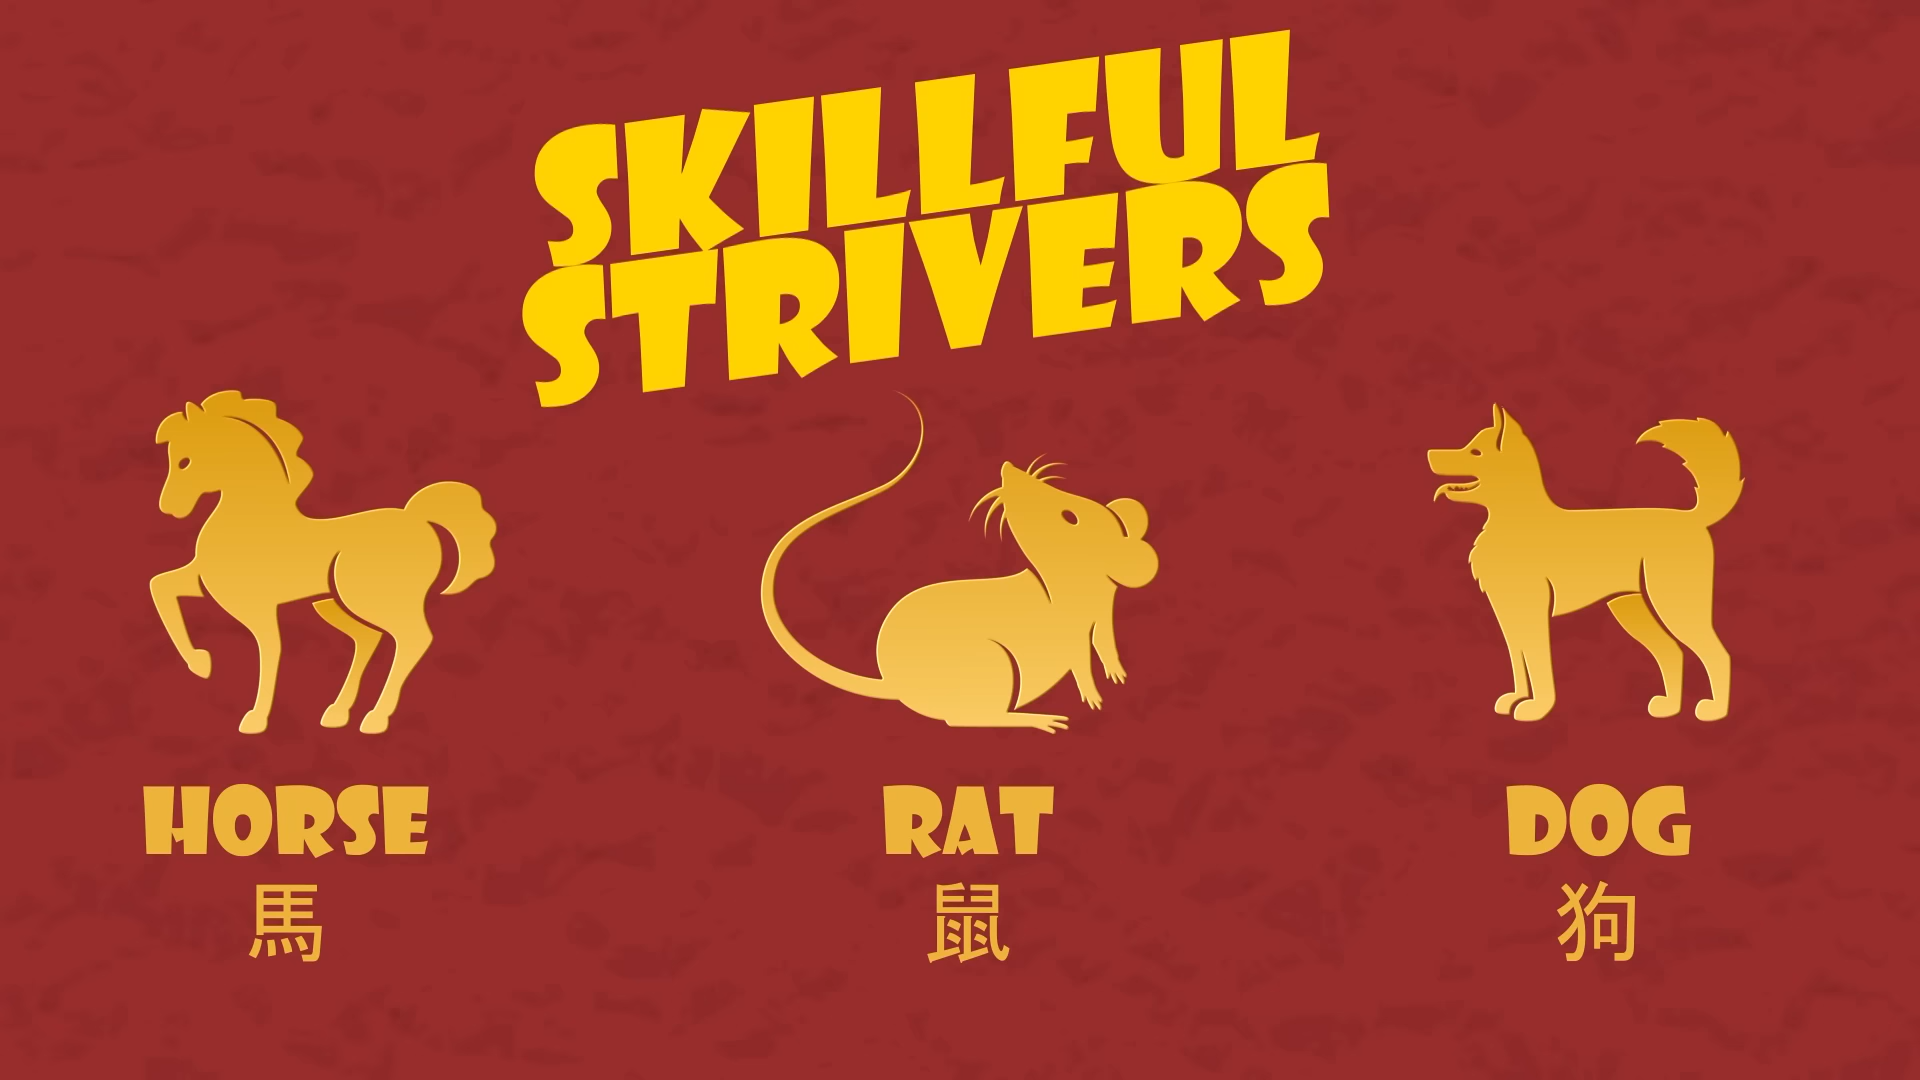 SKILLFUL
STRIVERS
HORSE
馬
RAT
鼠
DOG
狗